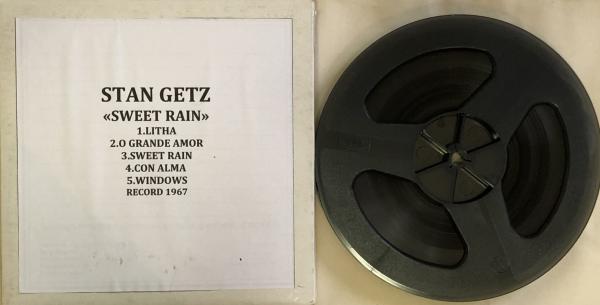 STAN GETZ
«SWEET RAIN»
1.LITHA
2.O GRANDE AMOR
3.SWEET RAIN
4.CON ALMA
5.WINDOWS
RECORD 1967